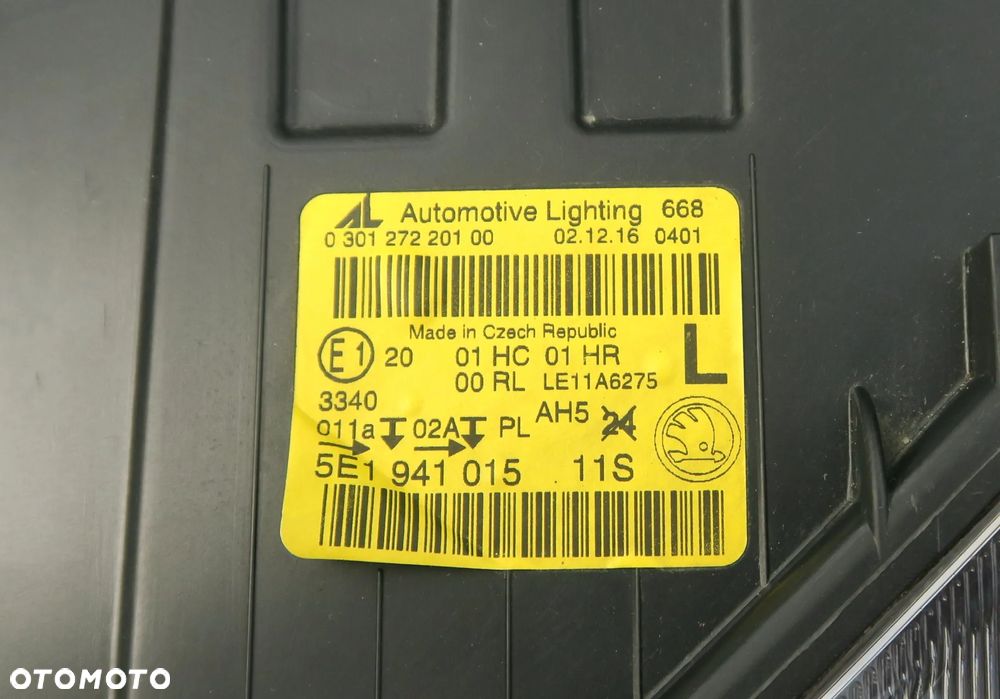 AL Automotive Lighting 668
0 301 272 201 00 02.12.16 0401
Made in Czech Republic
E1 20 01 HC 01 HR L
00 RL LE11A6275
3340
AH5 24
011a 02A PL
5E1 941 015 11S
OTOMOTO